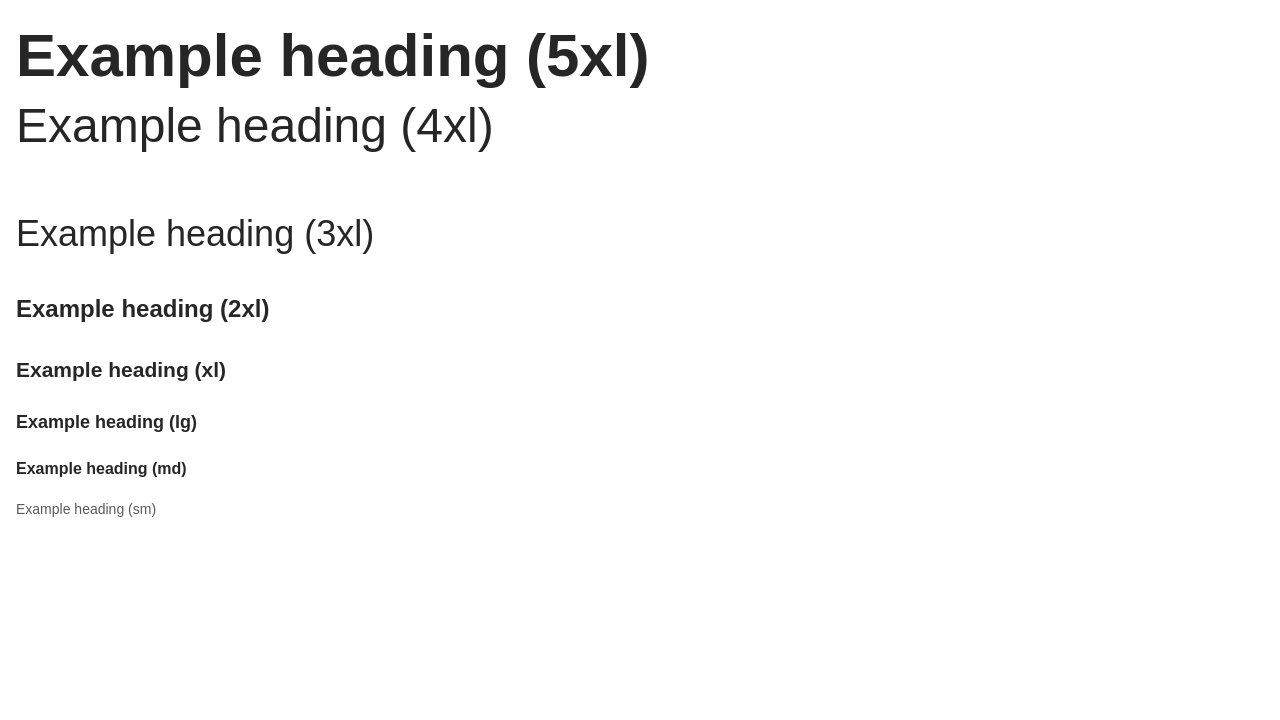 Example heading (5xl)
Example heading (4xl)
Example heading (3xl)
Example heading (2xl)
Example heading (xl)
Example heading (lg)
Example heading (md)
Example heading (sm)